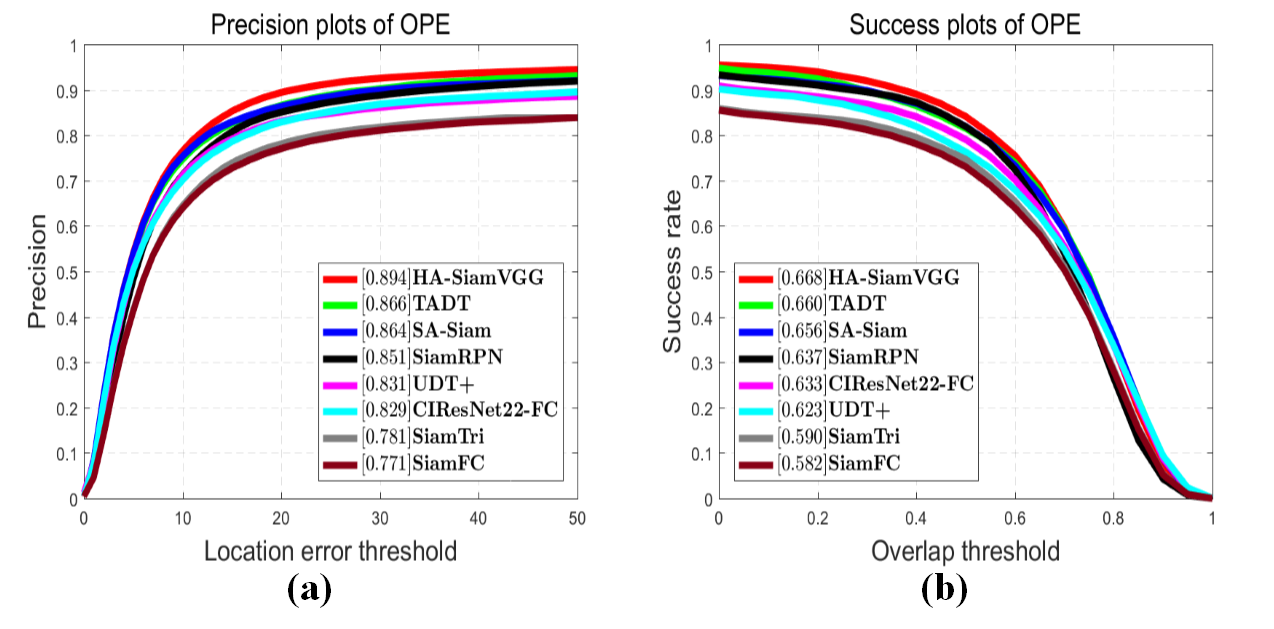 Precision plots of OPE
1
0.9
0.8
0.7
0.6
0.5
0.4
0.3
0.2
0.1
0
Precision
[0.894]HA-SiamVGG
[0.866]TADT
[0.864]SA-Siam
[0.851]SiamRPN
[0.831]UDT+
[0.829]CIResNet22-FC
[0.781]SiamTri
[0.771]SiamFC
0 10 20 30 40 50
Location error threshold
(a)
Success plots of OPE
1
0.9
0.8
0.7
0.6
0.5
0.4
0.3
0.2
0.1
0
Success rate
[0.668]HA-SiamVGG
[0.660]TADT
[0.656]SA-Siam
[0.637]SiamRPN
[0.633]CIResNet22-FC
[0.623]UDT+
[0.590]SiamTri
[0.582]SiamFC
0 0.2 0.4 0.6 0.8 1
Overlap threshold
(b)